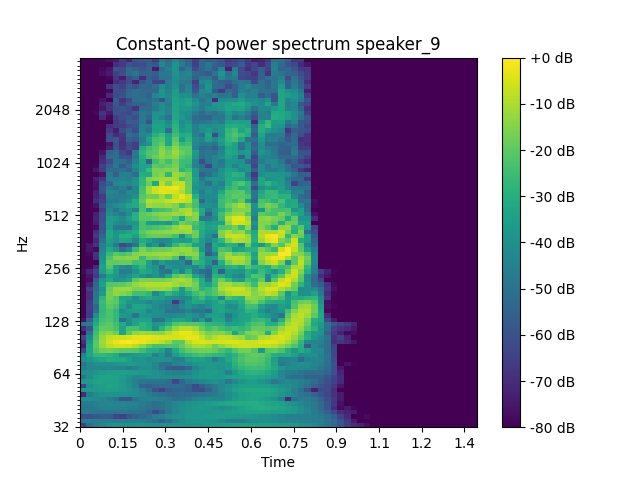 Constant-Q power spectrum speaker_9
Hz
2048
1024
512
256
128
64
32
0 0.15 0.3 0.45 0.6 0.75 0.9 1.1 1.2 1.4
Time
+0 dB
-10 dB
-20 dB
-30 dB
-40 dB
-50 dB
-60 dB
-70 dB
-80 dB